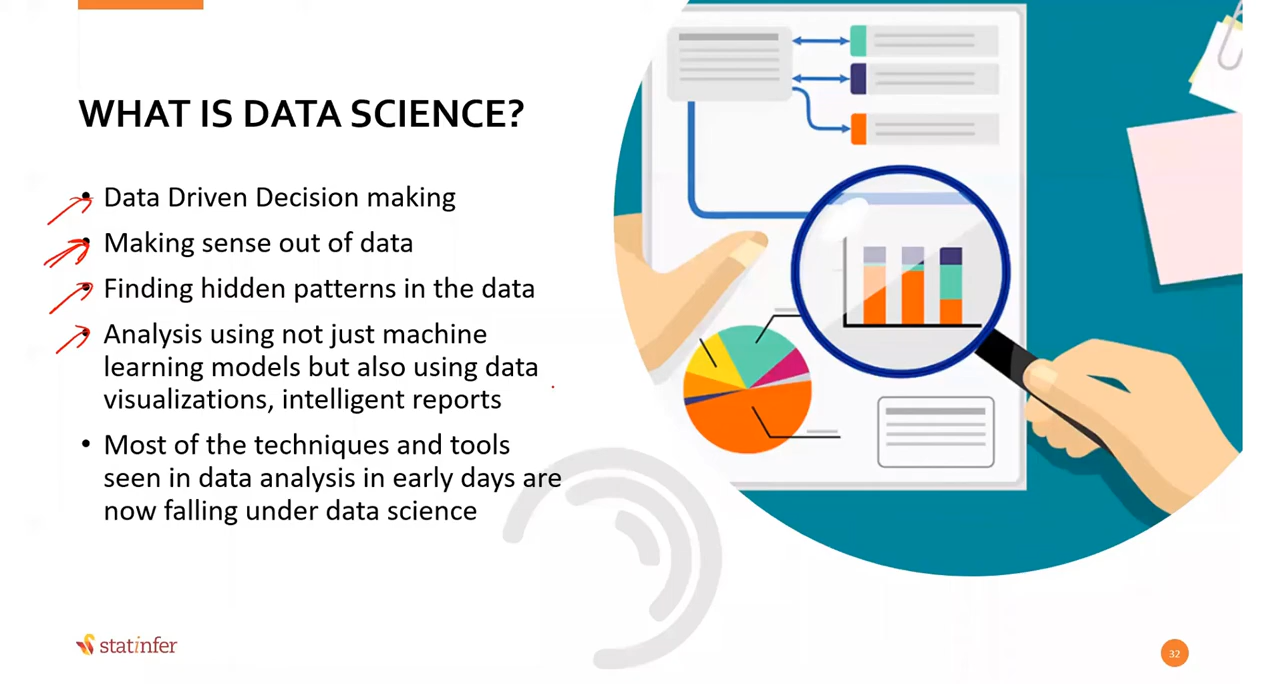 WHAT IS DATA SCIENCE?
• Data Driven Decision making
• Making sense out of data
• Finding hidden patterns in the data
• Analysis using not just machine
learning models but also using data
visualizations, intelligent reports
• Most of the techniques and tools
seen in data analysis in early days are
now falling under data science
statinfer
32